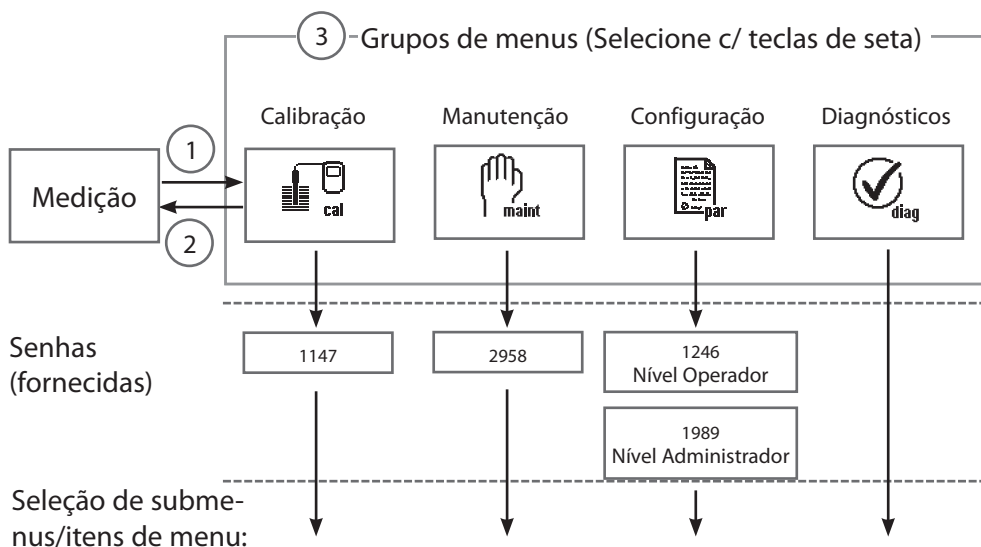 3
Grupos de menus (Selecione c/ teclas de seta)
Calibração
Manutenção
Configuração
Diagnósticos
Medição
1
2
cal
maint
par
diag
Senhas
(fornecidas)
1147
2958
1246
Nível Operador
1989
Nível Administrador
Seleção de subme-
nus/itens de menu: